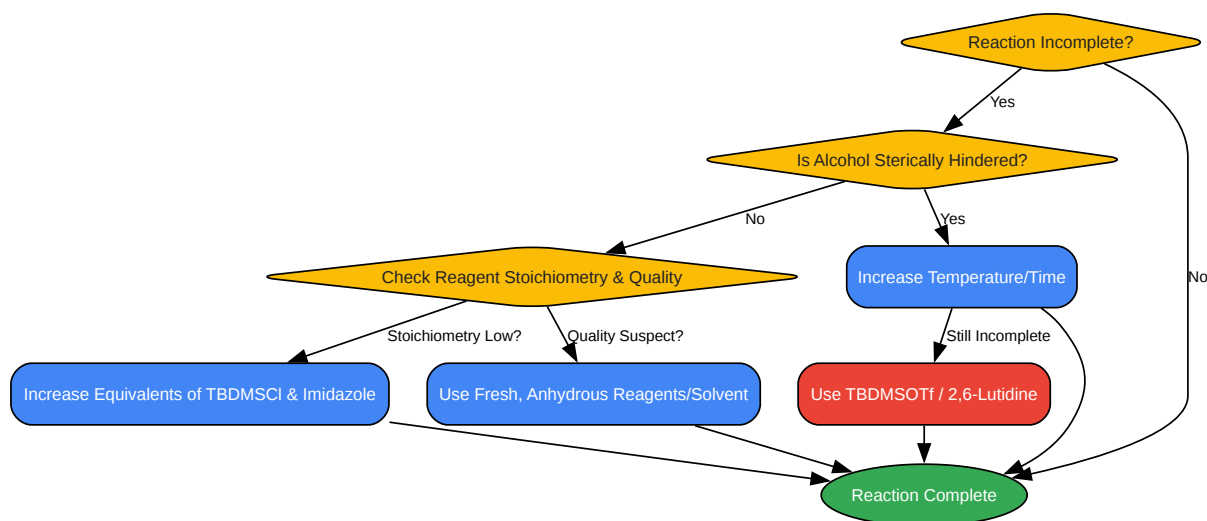 Reaction Incomplete?
Yes
Is Alcohol Sterically Hindered?
No
Yes
Check Reagent Stoichiometry & Quality
Increase Temperature/Time
No
Stoichiometry Low?
Quality Suspect?
Still Incomplete
Increase Equivalents of TBDMSCl & Imidazole
Use Fresh, Anhydrous Reagents/Solvent
Use TBDMSOTf / 2,6-Lutidine
Reaction Complete